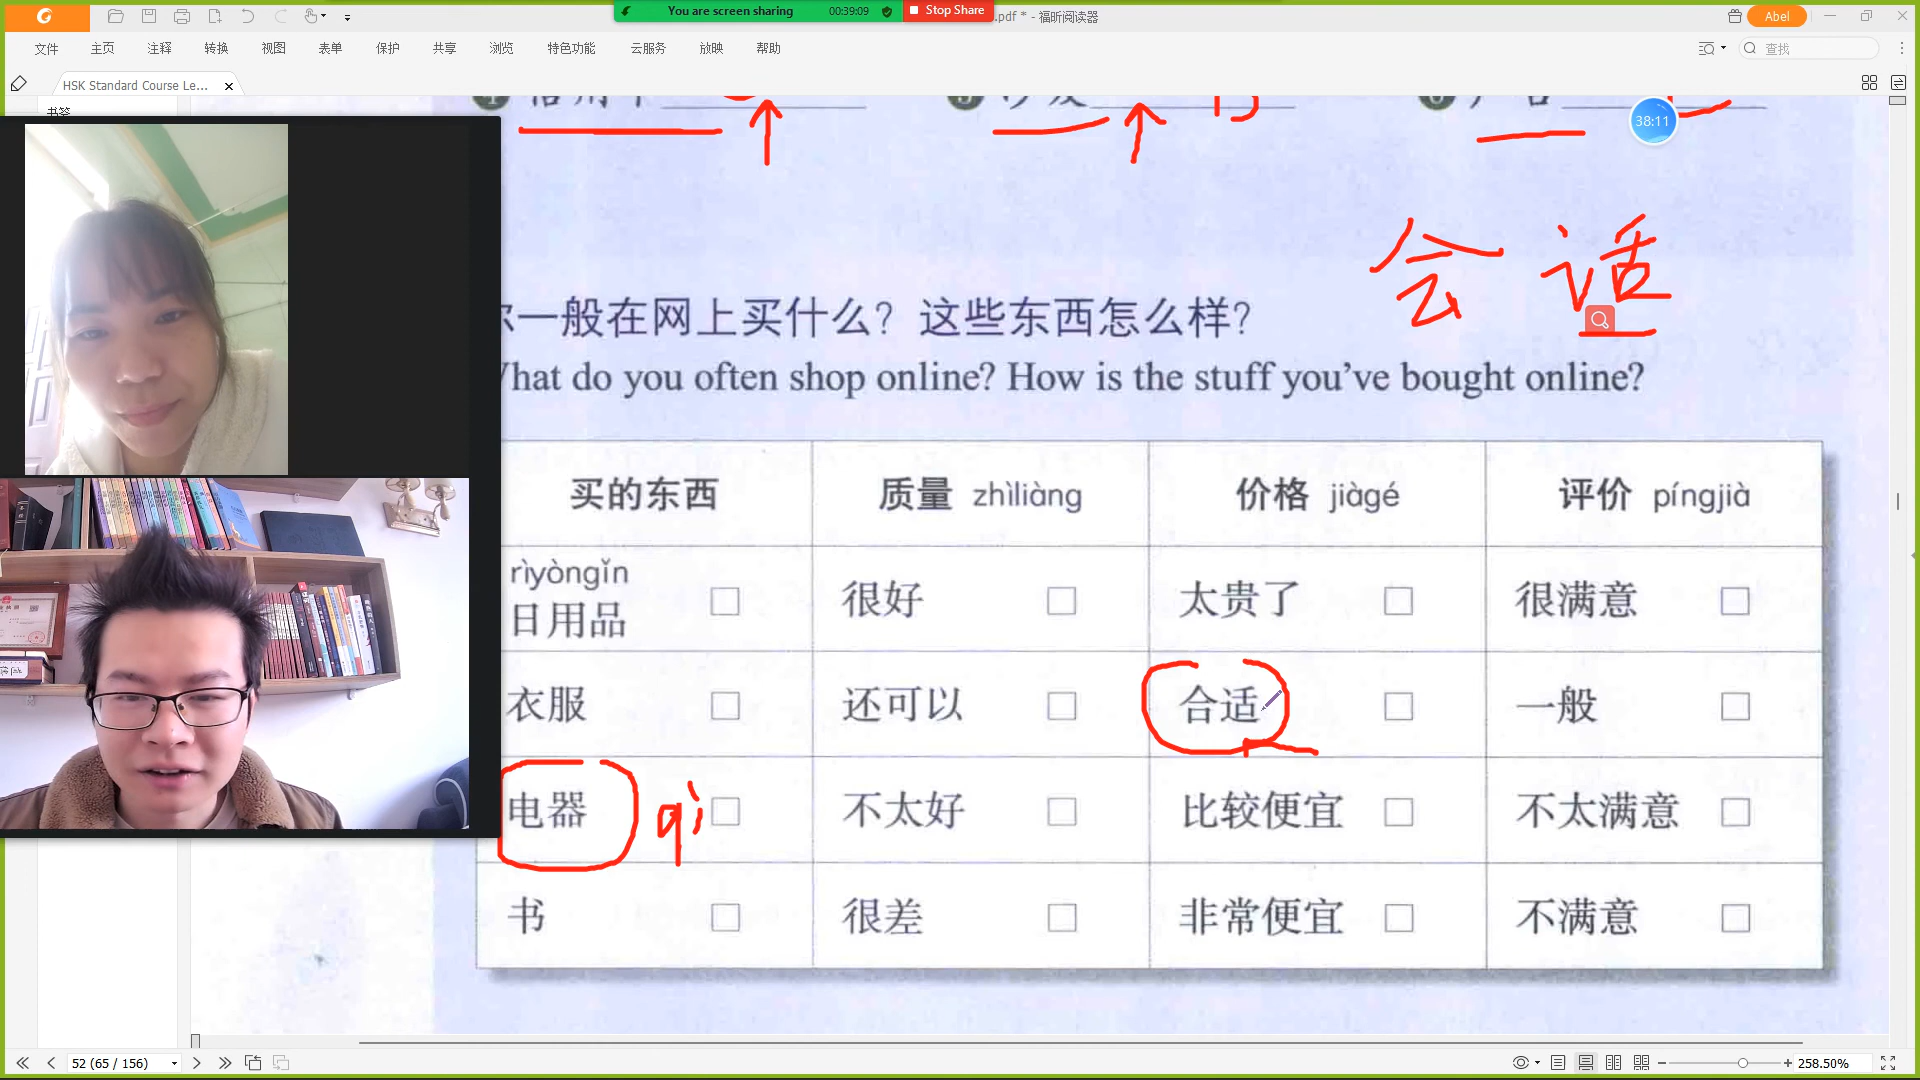 You are screen sharing 00:39:09 Stop Share
.pdf * - 福昕阅读器
Abel
文件 主页 注释 转换 视图 表单 保护 共享 浏览 特色功能 云服务 放映 帮助
查找
HSK Standard Course Le...
书签
38:11
会 适
一般在网上买什么？这些东西怎么样？
hat do you often shop online? How is the stuff you've bought online?
买的东西 质量 zhìliàng 价格 jiàgé 评价 píngjià
rìyòngǐn
日用品 □ 很好 □ 太贵了 □ 很满意 □
衣服 □ 还可以 □ 合适 □ 一般 □
电器 qì □ 不太好 □ 比较便宜 □ 不太满意 □
书 □ 很差 □ 非常便宜 □ 不满意 □
52 (65 / 156)
258.50%